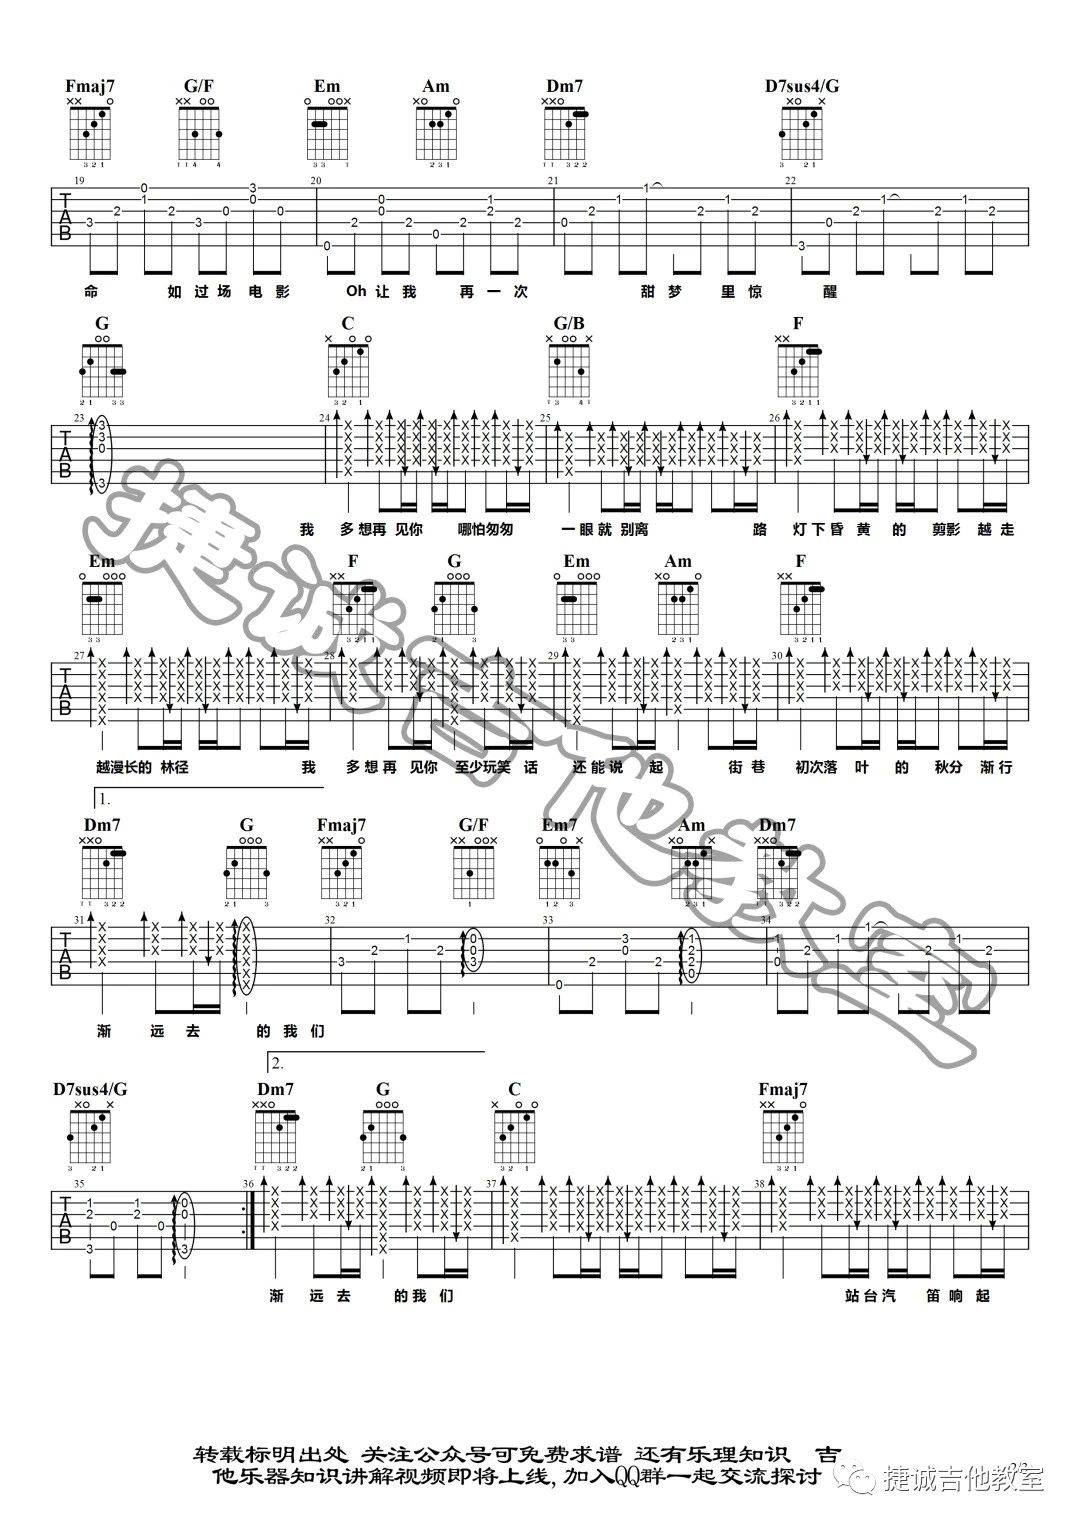 Fmaj7 G/F Em Am Dm7 D7sus4/G
19 20 21 22
命 如过场电影 Oh让我 再一次 甜梦 里惊 醒
G C G/B F
23 24 25 26
我 多想再见你 哪怕匆匆 一眼就别离 路 灯下昏黄的 剪影越走
Em F G Em Am F
27 28 29 30
越漫长的林径 我 多想再见你 至少玩笑话 还能说起 街巷 初次落叶的 秋分渐行
1.
Dm7 G Fmaj7 G/F Em7 Am Dm7
31 32 33 34
渐 远去 的我们
2.
D7sus4/G Dm7 G C Fmaj7
35 36 37 38
渐 远去 的我们 站台汽 笛响起
捷诚吉他教室
转载标明出处 关注公众号可免费求谱 还有乐理知识 吉
他乐器知识讲解视频即将上线,加入QQ群一起交流探讨
2/2
捷诚吉他教室